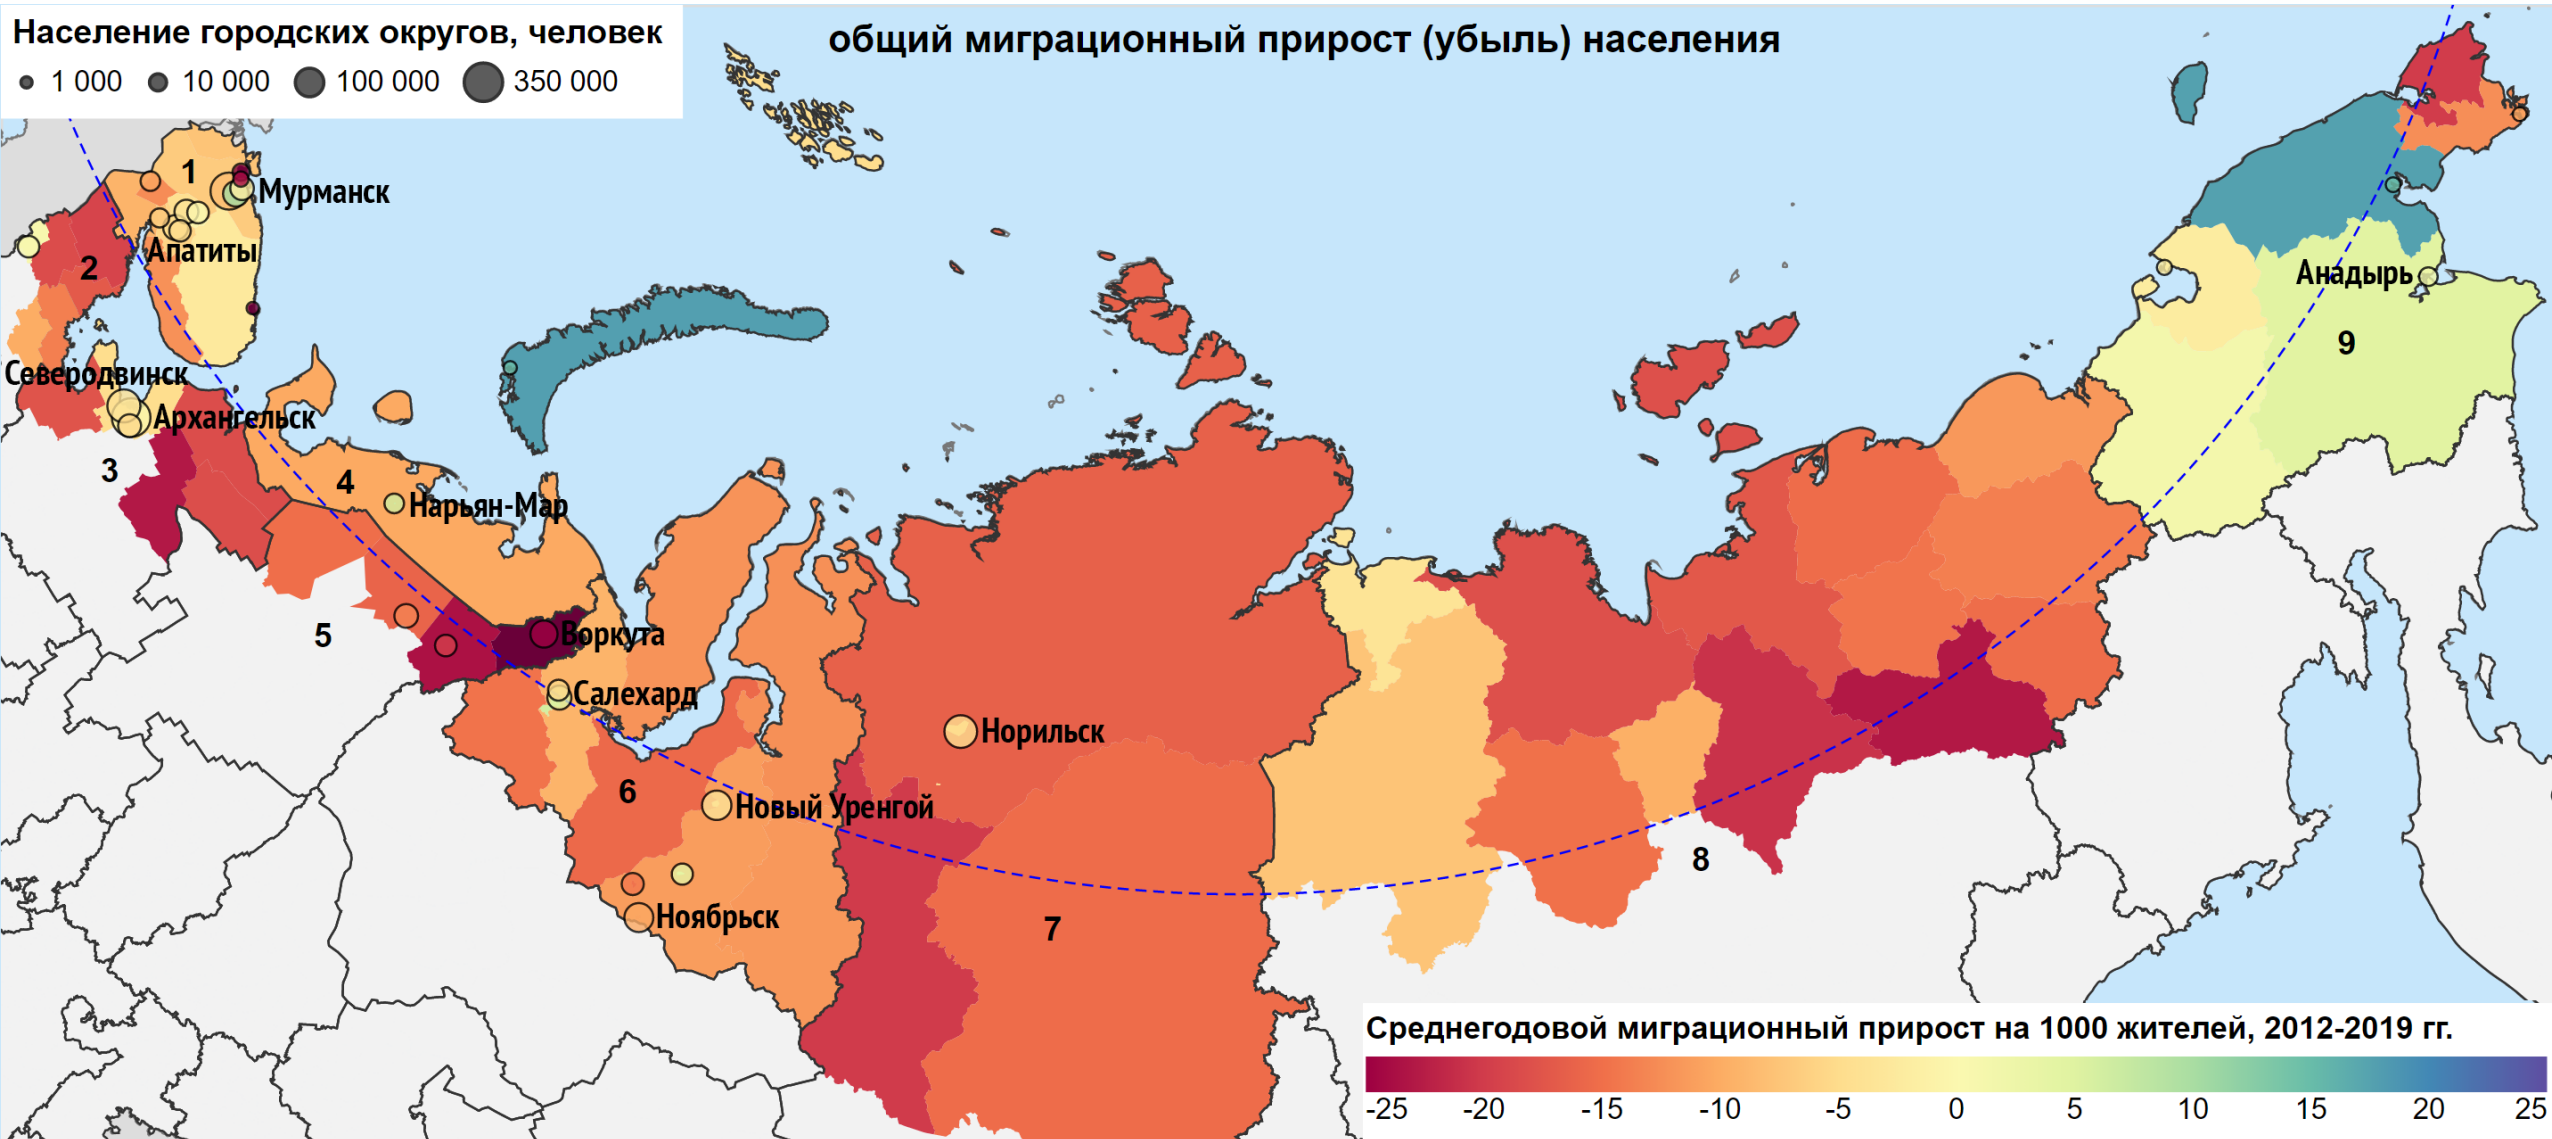 Население городских округов, человек
1 000 10 000 100 000 350 000
общий миграционный прирост (убыль) населения
1
Мурманск
2
Апатиты
Анадырь
9
Северодвинск
Архангельск
3
4
Нарьян-Мар
5
Воркута
Салехард
Норильск
6
Новый Уренгой
8
Ноябрьск
7
Среднегодовой миграционный прирост на 1000 жителей, 2012-2019 гг.
-25 -20 -15 -10 -5 0 5 10 15 20 25